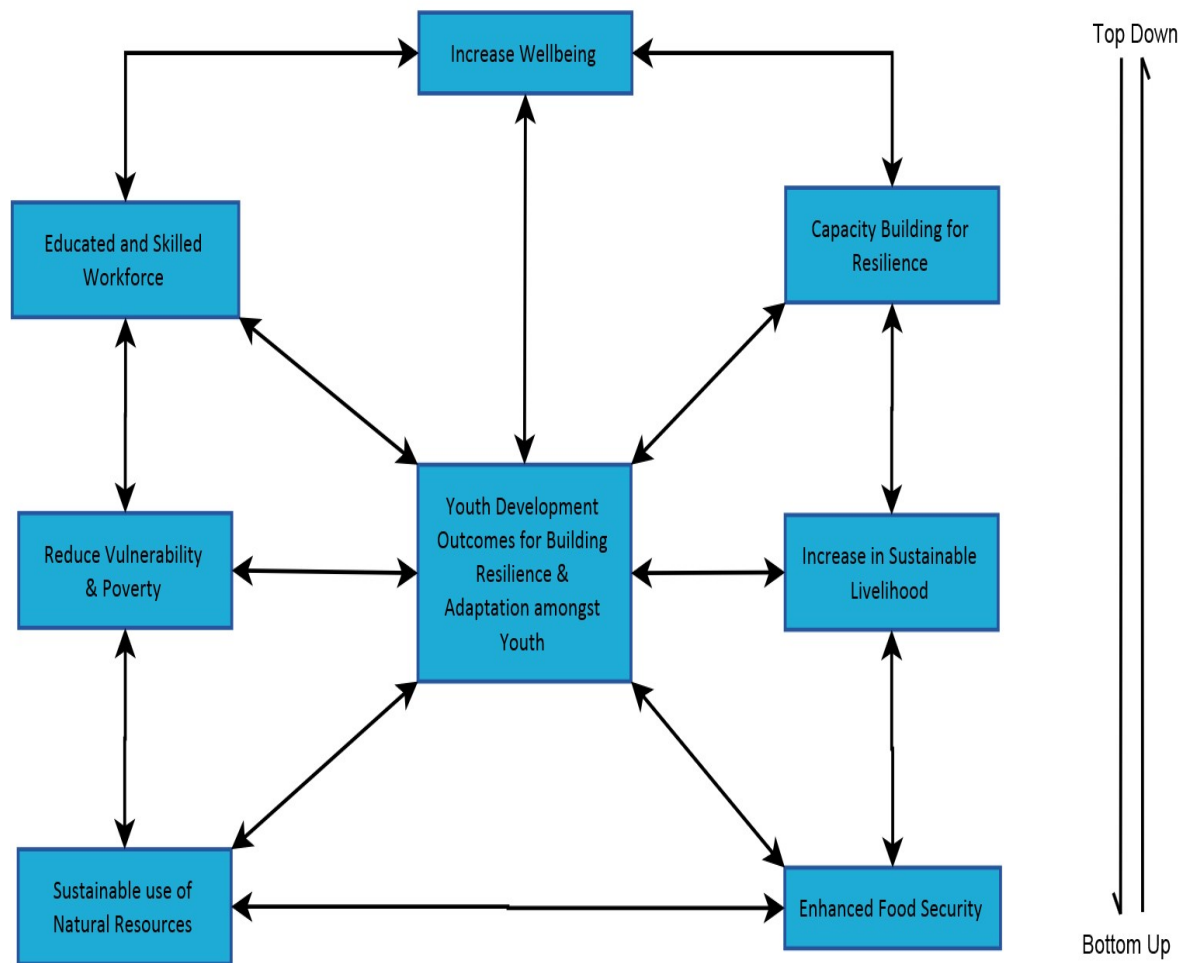 Top Down
Increase Wellbeing
Educated and Skilled
Workforce
Capacity Building for
Resilience
Youth Development
Outcomes for Building
Resilience &
Adaptation amongst
Youth
Reduce Vulnerability
& Poverty
Increase in Sustainable
Livelihood
Sustainable use of
Natural Resources
Enhanced Food Security
Bottom Up